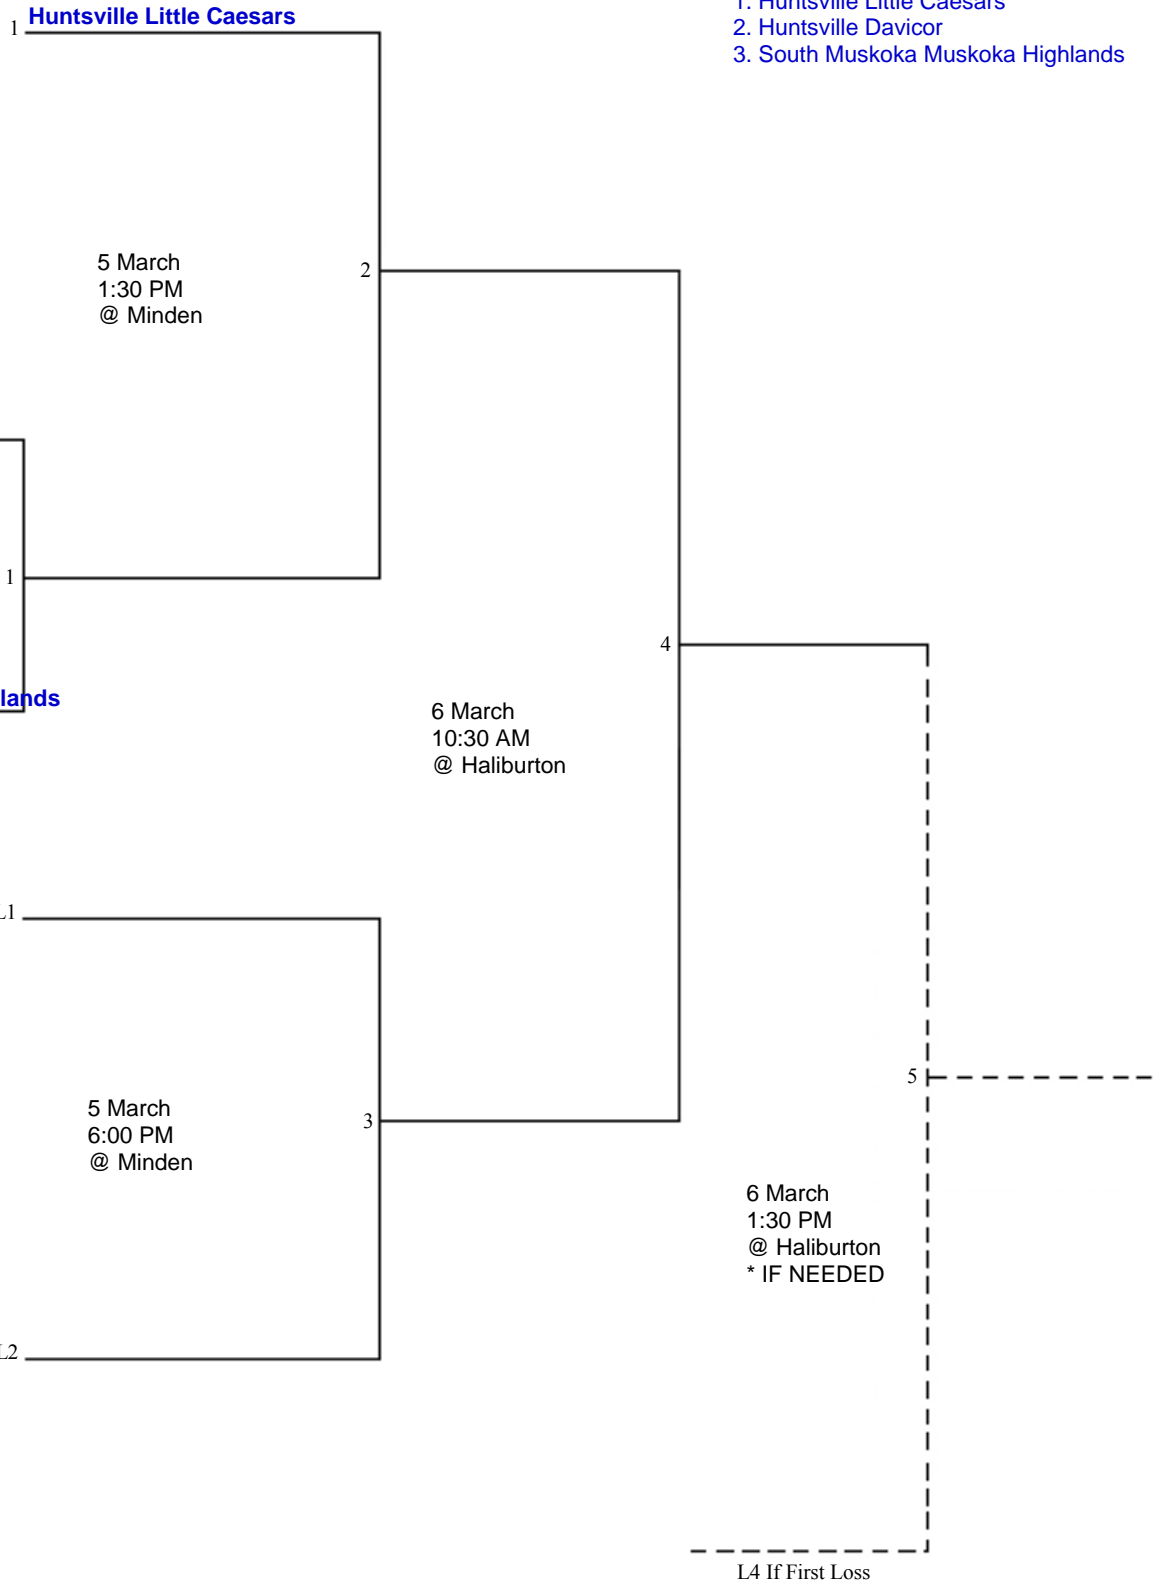 1. Huntsville Little Caesars
2. Huntsville Davicor
3. South Muskoka Muskoka Highlands
1 Huntsville Little Caesars
5 March
1:30 PM
@ Minden
2
1
lands
4
6 March
10:30 AM
@ Haliburton
L1
5 March
6:00 PM
@ Minden
3
5
6 March
1:30 PM
@ Haliburton
* IF NEEDED
L2
L4 If First Loss